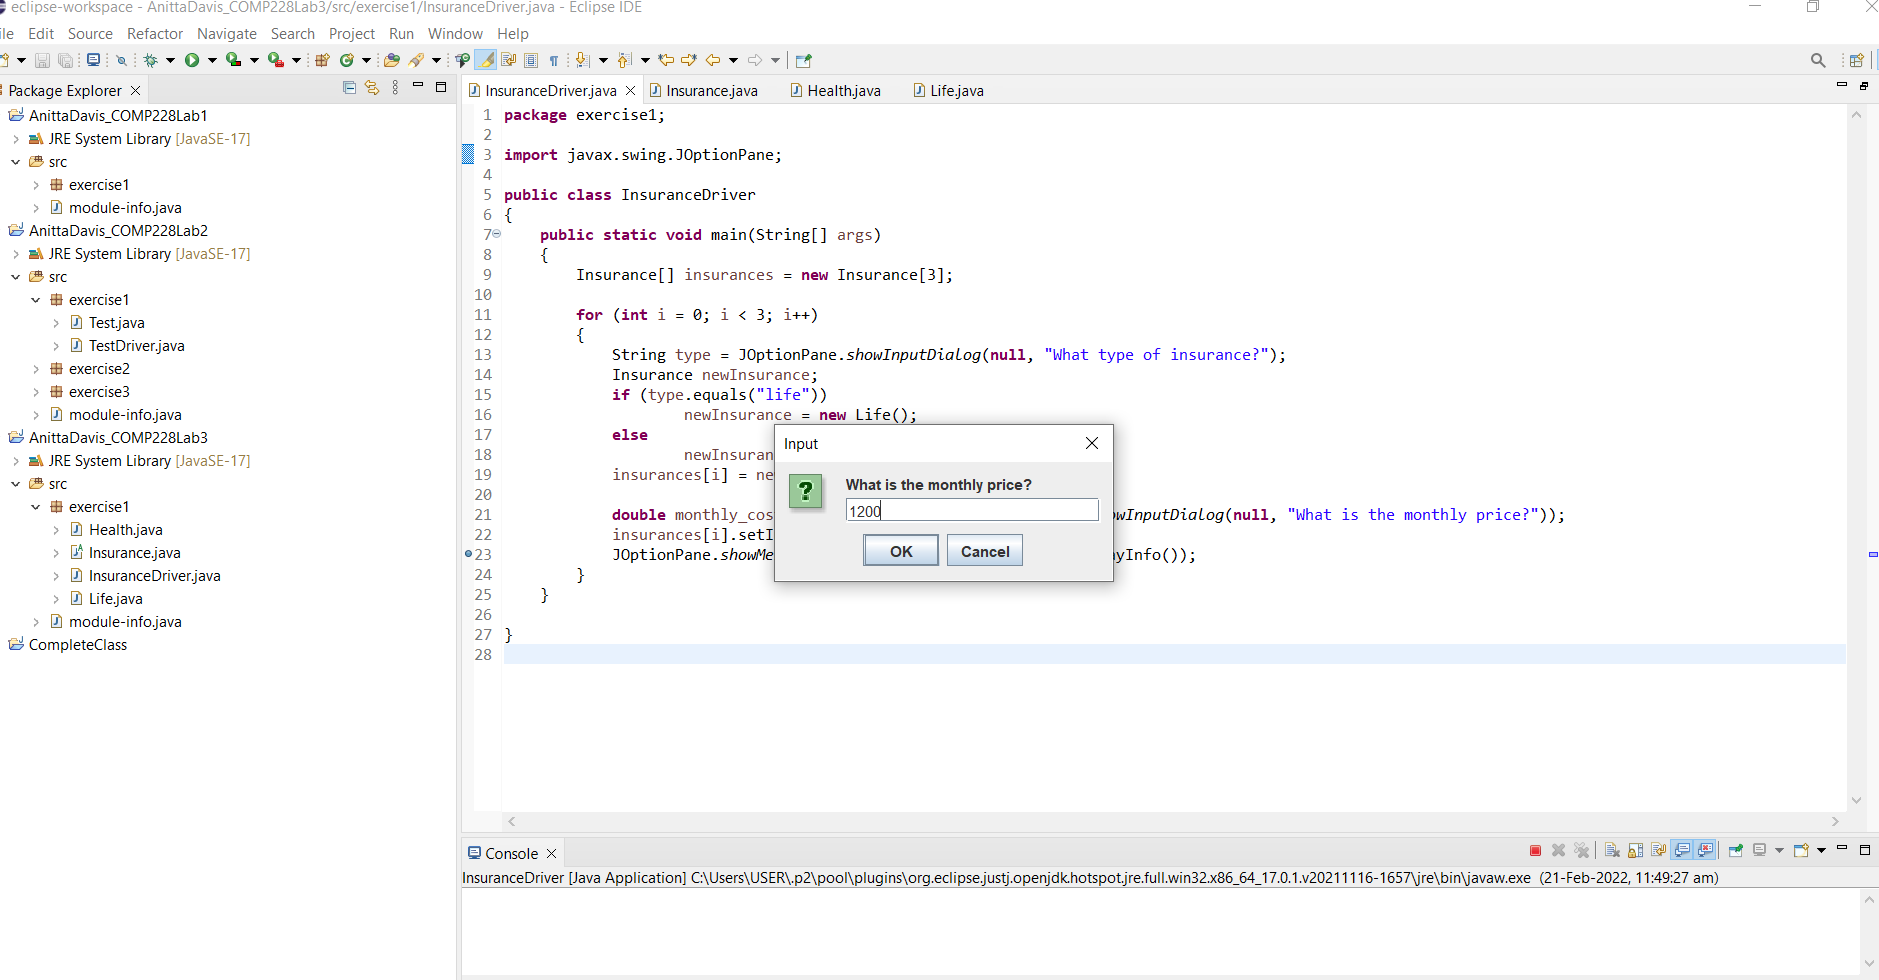 eclipse-workspace - AnittaDavis_COMP228Lab3/src/exercise1/InsuranceDriver.java - Eclipse IDE
ile Edit Source Refactor Navigate Search Project Run Window Help
Package Explorer
AnittaDavis_COMP228Lab1
JRE System Library [JavaSE-17]
src
exercise1
module-info.java
AnittaDavis_COMP228Lab2
JRE System Library [JavaSE-17]
src
exercise1
Test.java
TestDriver.java
exercise2
exercise3
module-info.java
AnittaDavis_COMP228Lab3
JRE System Library [JavaSE-17]
src
exercise1
Health.java
Insurance.java
InsuranceDriver.java
Life.java
module-info.java
CompleteClass
InsuranceDriver.java Insurance.java Health.java Life.java
1 package exercise1;
2
3 import javax.swing.JOptionPane;
4
5 public class InsuranceDriver
6 {
7 public static void main(String[] args)
8 {
9 Insurance[] insurances = new Insurance[3];
10
11 for (int i = 0; i < 3; i++)
12 {
13 String type = JOptionPane.showInputDialog(null, "What type of insurance?");
14 Insurance newInsurance;
15 if (type.equals("life"))
16 newInsurance = new Life();
17 else
18 newInsuran
19 insurances[i] = ne
20
21 double monthly_cos wInputDialog(null, "What is the monthly price?"));
22 insurances[i].setI
23 JOptionPane.showMe yInfo());
24 }
25 }
26
27 }
28
Input
What is the monthly price?
1200
OK Cancel
Console
InsuranceDriver [Java Application] C:\Users\USER\.p2\pool\plugins\org.eclipse.justj.openjdk.hotspot.jre.full.win32.x86_64_17.0.1.v20211116-1657\jre\bin\javaw.exe (21-Feb-2022, 11:49:27 am)